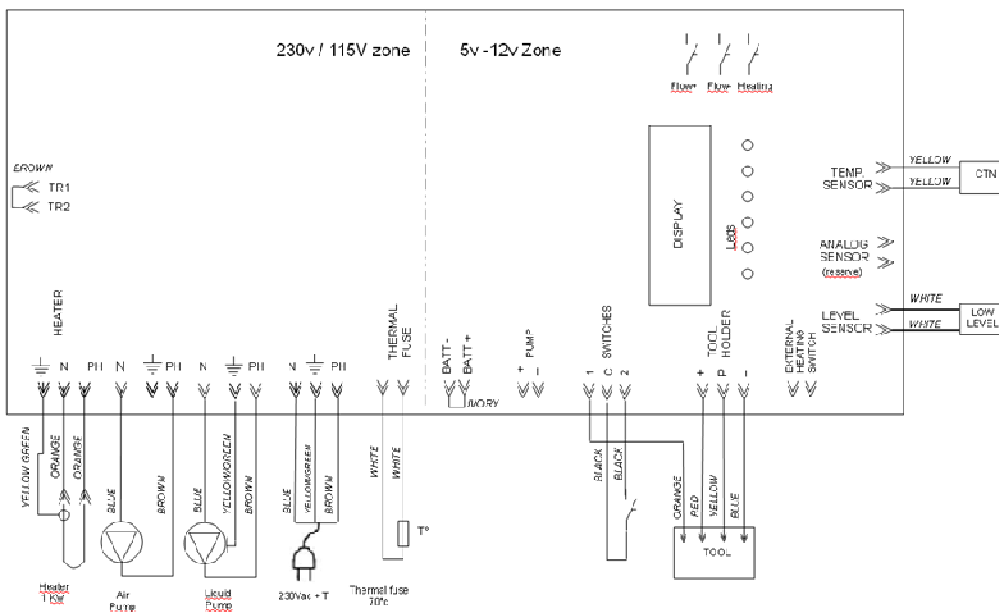 230v / 115V zone
5v -12v Zone
Flow+
Flow+
Heating
BROWN
TR1
TR2
DISPLAY
Leds
TEMP.
SENSOR
YELLOW
YELLOW
CTN
ANALOG
SENSOR
(reserve)
LEVEL
SENSOR
WHITE
WHITE
LOW
LEVEL
HEATER
THERMAL
FUSE
BATT-
BATT+
IVORY
+
-
PUMP
SWITCHES
1
C
2
TOOL
HOLDER
+
P
-
EXTERNAL
HEATING
SWITCH
N
PH
N
PH
N
PH
N
PH
YELLOW GREEN
ORANGE
ORANGE
BLUE
BROWN
BLUE
YELLOW/GREEN
BROWN
BLUE
YELLOW/GREEN
BROWN
WHITE
WHITE
BLACK
BLACK
ORANGE
RED
YELLOW
BLUE
T°
TOOL
Heater
1 KW
Air
Pump
Liquid
Pump
230Vac + T
Thermal fuse
70°c